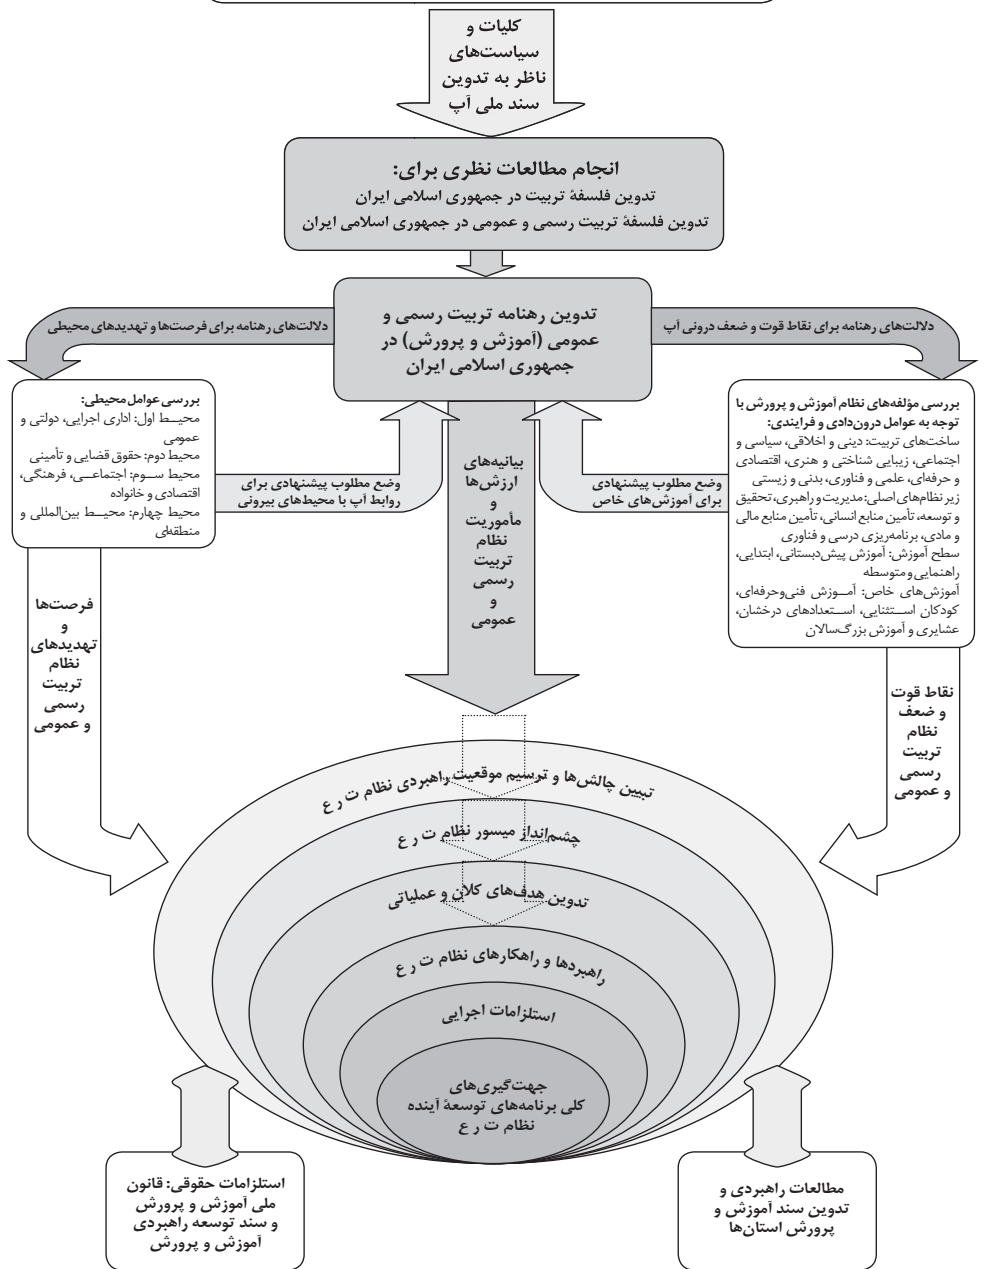 کلیات و
سیاست‌های
ناظر به تدوین
سند ملی آپ
انجام مطالعات نظری برای:
تدوین فلسفهٔ تربیت در جمهوری اسلامی ایران
تدوین فلسفهٔ تربیت رسمی و عمومی در جمهوری اسلامی ایران
تدوین رهنامه تربیت رسمی و
عمومی (آموزش و پرورش) در
جمهوری اسلامی ایران
دلالت‌های رهنامه برای نقاط قوت و ضعف درونی آپ
دلالت‌های رهنامه برای فرصت‌ها و تهدیدهای محیطی
بررسی مؤلفه‌های نظام آموزش و پرورش با
توجه به عوامل درون‌دادی و فرایندی:
ساخت‌های تربیت: دینی و اخلاقی، سیاسی و
اجتماعی، زیبایی شناختی و هنری، اقتصادی
و حرفه‌ای، علمی و فناوری، بدنی و زیستی
زیر نظام‌های اصلی: مدیریت و راهبری، تحقیق
و توسعه، تأمین منابع انسانی، تأمین منابع مالی
و مادی، برنامه‌ریزی درسی و فناوری
سطح آموزش: آموزش پیش‌دبستانی، ابتدایی،
راهنمایی و متوسطه
آموزش‌های خاص: آمــوزش فنی‌وحرفه‌ای،
کودکان اســتثنایی، اســتعدادهای درخشان،
عشایری و آموزش بزرگ‌سالان
بررسی عوامل محیطی:
محیــط اول: اداری اجرایی، دولتی و
عمومی
محیط دوم: حقوق قضایی و تأمینی
محیط ســوم: اجتماعــی، فرهنگی،
اقتصادی و خانواده
محیط چهارم: محیــط بین‌المللی و
منطقه‌ای
وضع مطلوب پیشنهادی
برای آموزش‌های خاص
وضع مطلوب پیشنهادی برای
روابط آپ با محیط‌های بیرونی
بیانیه‌های
ارزش‌ها
و
مأموریت
نظام
تربیت
رسمی
و
عمومی
نقاط قوت
و ضعف
نظام
تربیت
رسمی
و عمومی
فرصت‌ها
و
تهدیدهای
نظام
تربیت
رسمی
و عمومی
تبیین چالش‌ها و ترسیم موقعیت راهبردی نظام ت ر ع
چشم‌انداز میسور نظام ت ر ع
تدوین هدف‌های کلان و عملیاتی
راهبردها و راهکارهای نظام ت ر ع
استلزامات اجرایی
جهت‌گیری‌های
کلی برنامه‌های توسعهٔ آینده
نظام ت ر ع
مطالعات راهبردی و
تدوین سند آموزش و
پرورش استان‌ها
استلزامات حقوقی: قانون
ملی آموزش و پرورش
و سند توسعه راهبردی
آموزش و پرورش